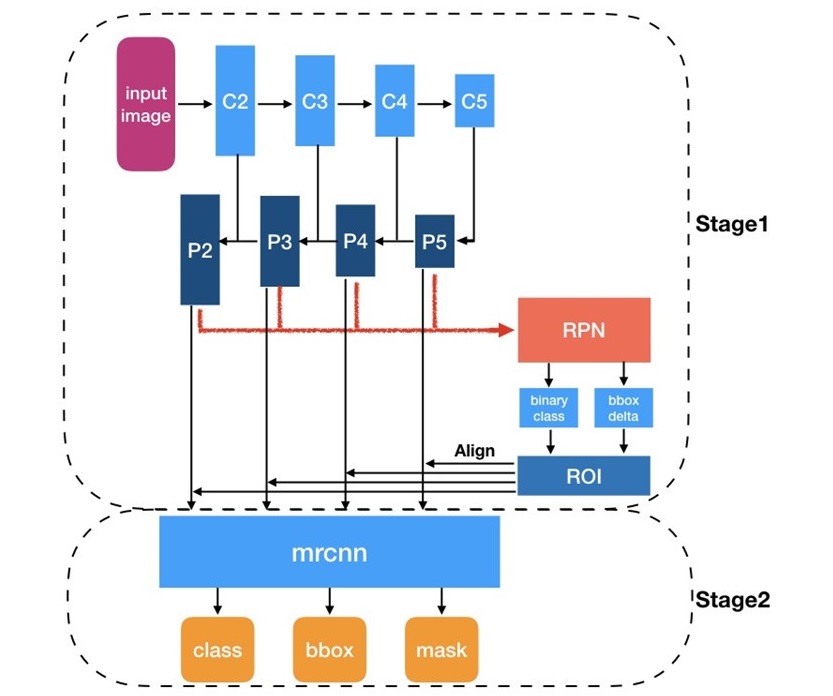 input
image
C2
C3
C4
C5
P2
P3
P4
P5
Stage1
RPN
binary
class
bbox
delta
Align
ROI
mrcnn
Stage2
class
bbox
mask